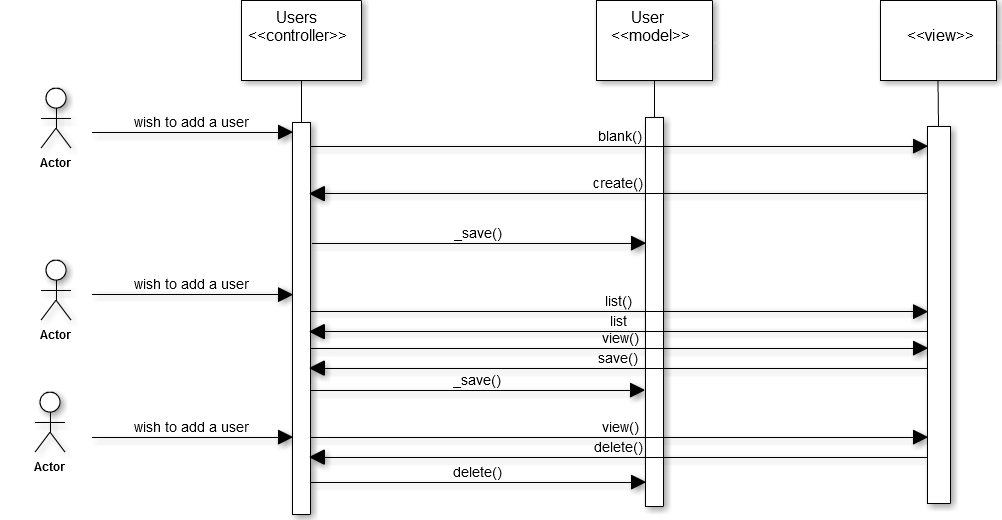 Users
<<controller>>
User
<<model>>
<<view>>
wish to add a user
Actor
blank()
create()
_save()
wish to add a user
Actor
list()
list
view()
save()
_save()
wish to add a user
Actor
view()
delete()
delete()